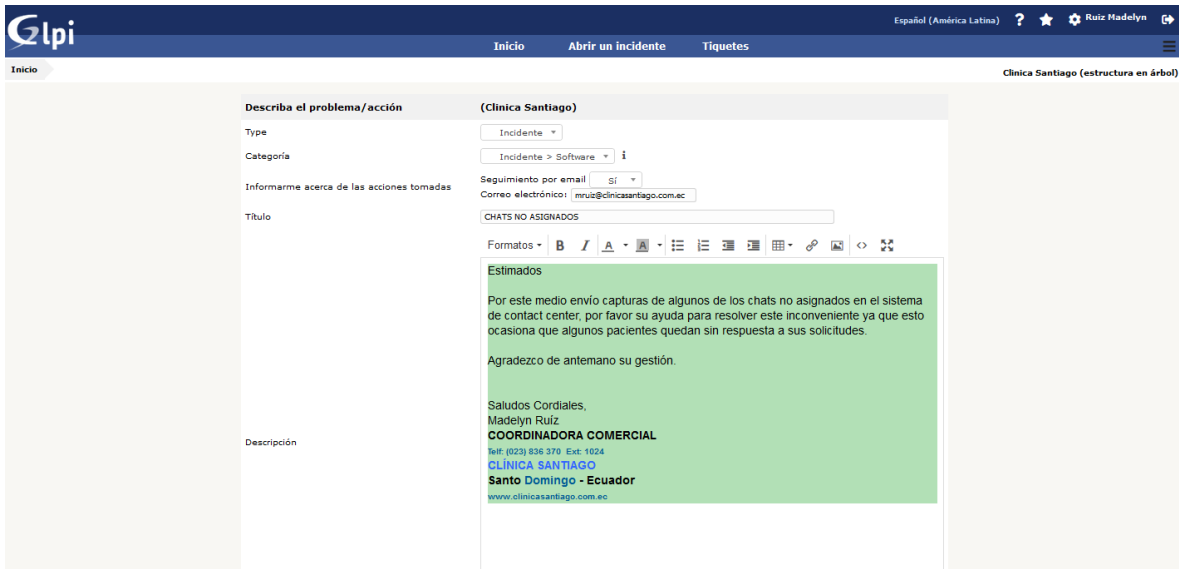 Glpi
Español (América Latina) ? Ruiz Madelyn
Inicio Abrir un incidente Tiquetes
Inicio
Clinica Santiago (estructura en árbol)
Describa el problema/acción (Clinica Santiago)
Type Incidente
Categoría Incidente > Software i
Informarme acerca de las acciones tomadas
Seguimiento por email Sí
Correo electrónico: mruiz@clinicasantiago.com.ec
Título CHATS NO ASIGNADOS
Formatos B I A A
Descripción
Estimados
Por este medio envío capturas de algunos de los chats no asignados en el sistema
de contact center, por favor su ayuda para resolver este inconveniente ya que esto
ocasiona que algunos pacientes quedan sin respuesta a sus solicitudes.
Agradezco de antemano su gestión.
Saludos Cordiales,
Madelyn Ruíz
COORDINADORA COMERCIAL
Telf: (023) 836 370 Ext: 1024
CLÍNICA SANTIAGO
Santo Domingo - Ecuador
www.clinicasantiago.com.ec